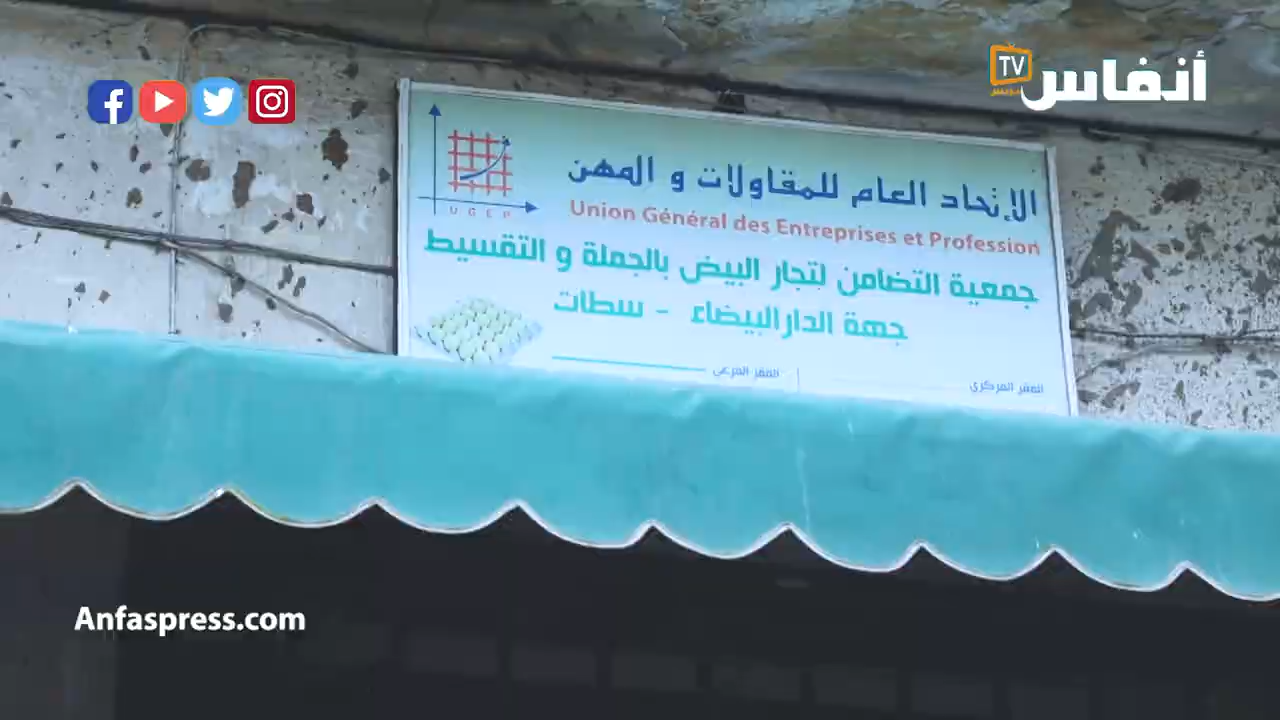 أنفاس
TV
الإتحاد العام للمقاولات و المهن
Union Général des Entreprises et Profession
UGEP
جمعية التضامن لتجار البيض بالجملة و التقسيط
جهة الدارالبيضاء - سطات
المقر المركزي
المقر الفرعي
Anfaspress.com